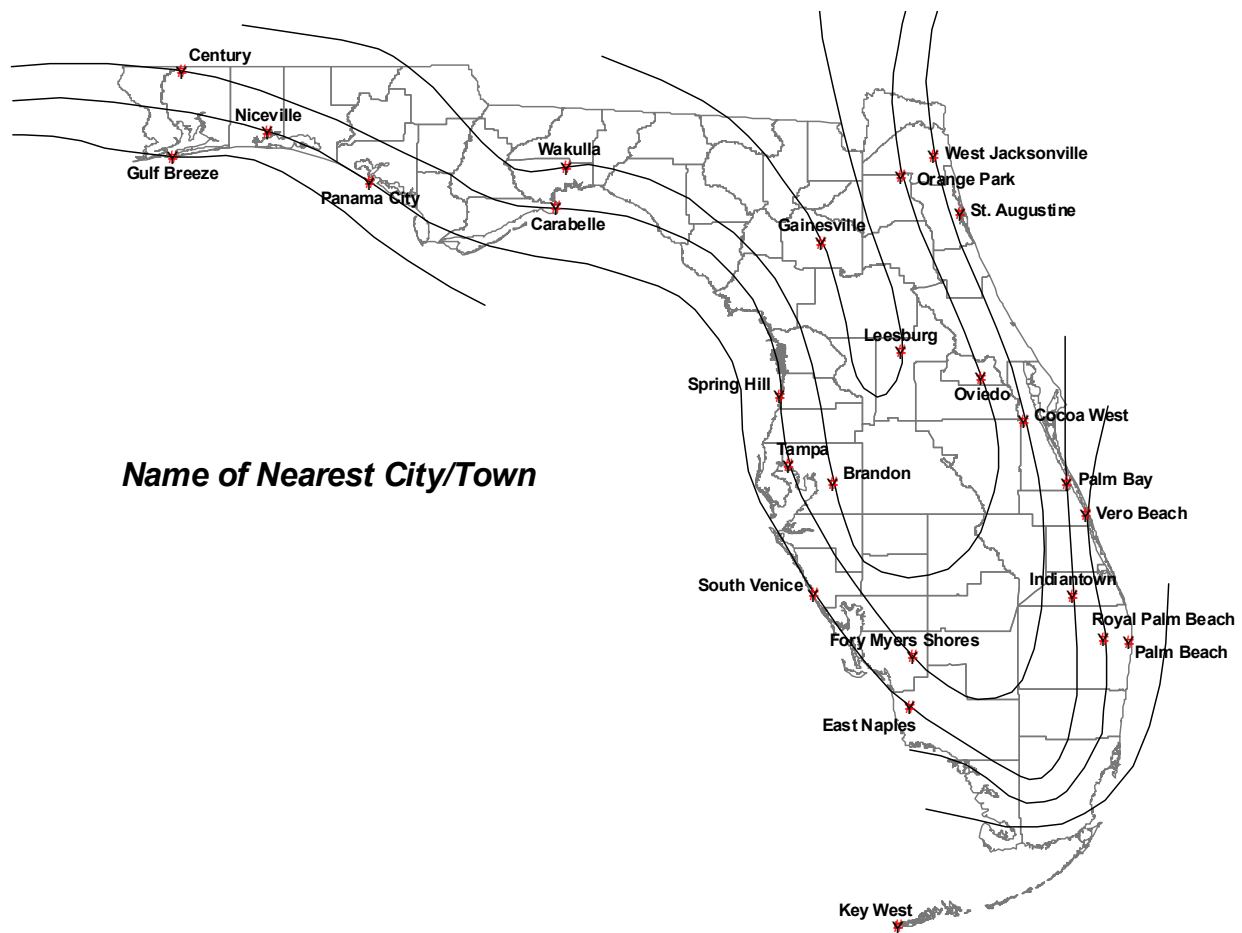 Century
Niceville
Wakulla
West Jacksonville
Gulf Breeze
Orange Park
Panama City
St. Augustine
Carabelle
Gainesville
Leesburg
Spring Hill
Oviedo
Cocoa West
Tampa
Name of Nearest City/Town
Brandon
Palm Bay
Vero Beach
South Venice
Indiantown
Royal Palm Beach
Fory Myers Shores
Palm Beach
East Naples
Key West